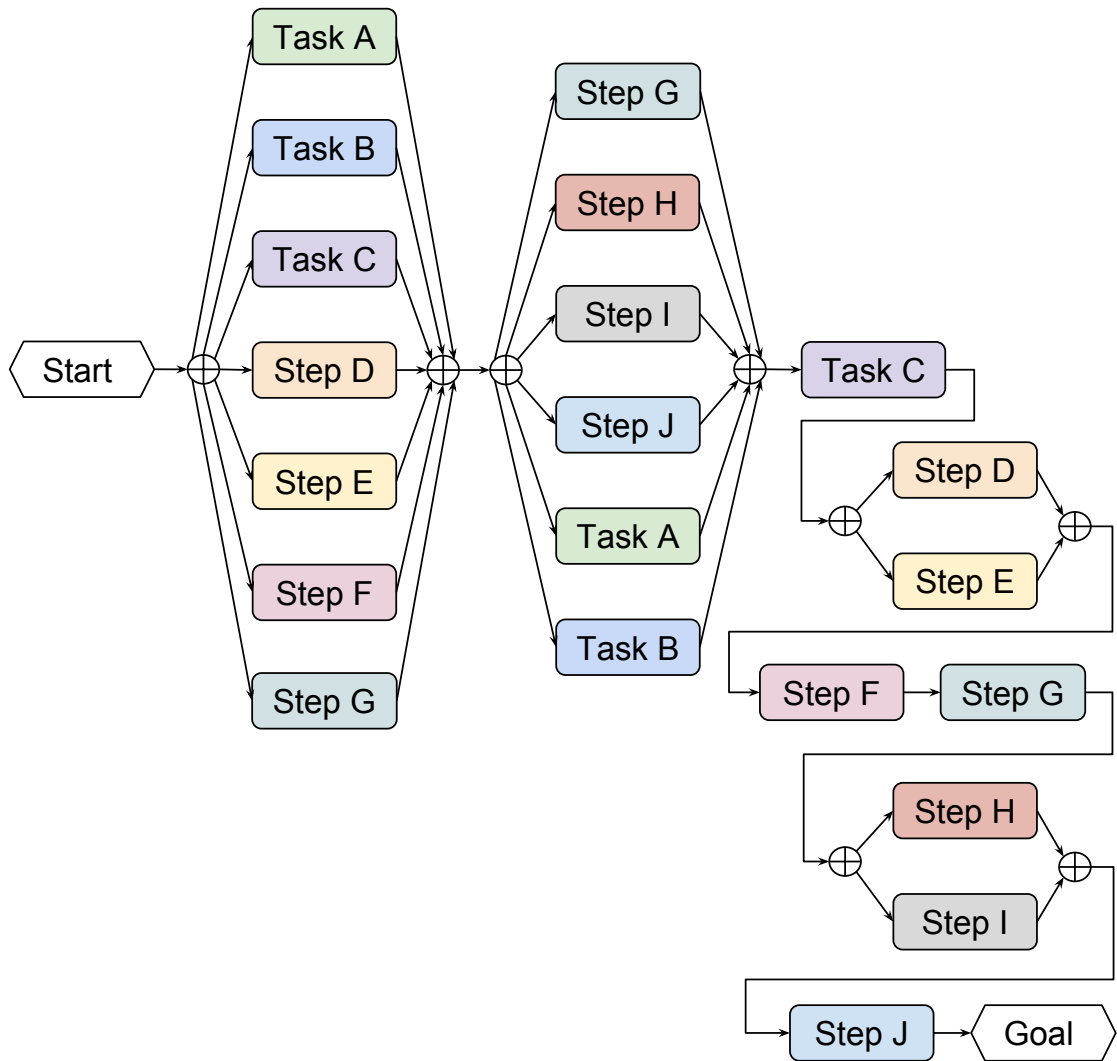 Start
Task A
Task B
Task C
Step D
Step E
Step F
Step G
Step G
Step H
Step I
Step J
Task A
Task B
Task C
Step D
Step E
Step F
Step G
Step H
Step I
Step J
Goal